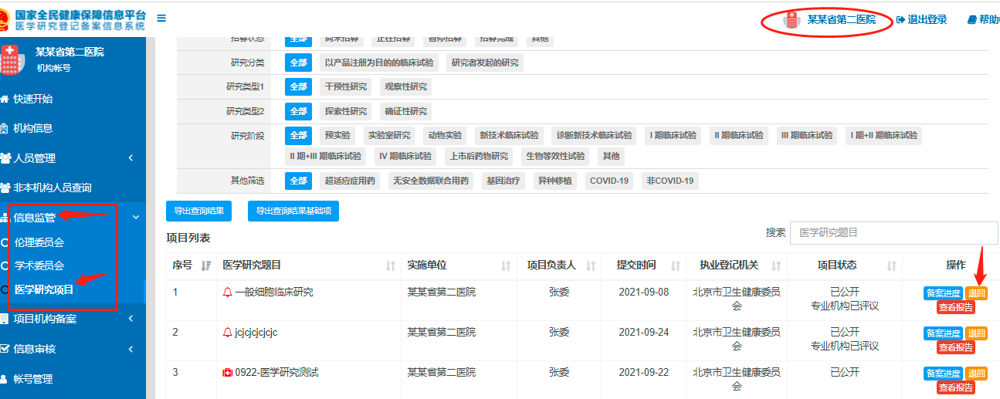 国家全民健康保障信息平台
医学研究登记备案信息系统
某某省第二医院
退出登录
帮助
某某省第二医院
机构帐号
快速开始
机构信息
人员管理
非本机构人员查询
信息监管
伦理委员会
学术委员会
医学研究项目
项目机构备案
信息审核
帐号管理
招募状态 全部 尚未招募 正在招募 暂停招募 招募完成 其他
研究分类 全部 以产品注册为目的的临床试验 研究者发起的研究
研究类型1 全部 干预性研究 观察性研究
研究类型2 全部 探索性研究 确证性研究
研究阶段 全部 预实验 实验室研究 动物实验 新技术临床试验 诊断新技术临床试验 I 期临床试验 II 期临床试验 III 期临床试验 I 期+II 期临床试验
II 期+III 期临床试验 IV 期临床试验 上市后药物研究 生物等效性试验 其他
其他筛选 全部 超适应症用药 无安全数据联合用药 基因治疗 异种移植 COVID-19 非COVID-19
导出查询结果 导出查询结果基础项
项目列表
搜索 医学研究题目
序号 医学研究题目 实施单位 项目负责人 提交时间 执业登记机关 项目状态 操作
1 一般细胞临床研究 某某省第二医院 张委 2021-09-08 北京市卫生健康委员 已公开 备案进度 退回
会 专业机构已评议 查看报告
2 jcjcjcjcjcjc 某某省第二医院 张委 2021-09-24 北京市卫生健康委员 已公开 备案进度 退回
会 专业机构已评议 查看报告
3 0922-医学研究测试 某某省第二医院 张委 2021-09-22 北京市卫生健康委员 已公开 备案进度 退回
会 查看报告